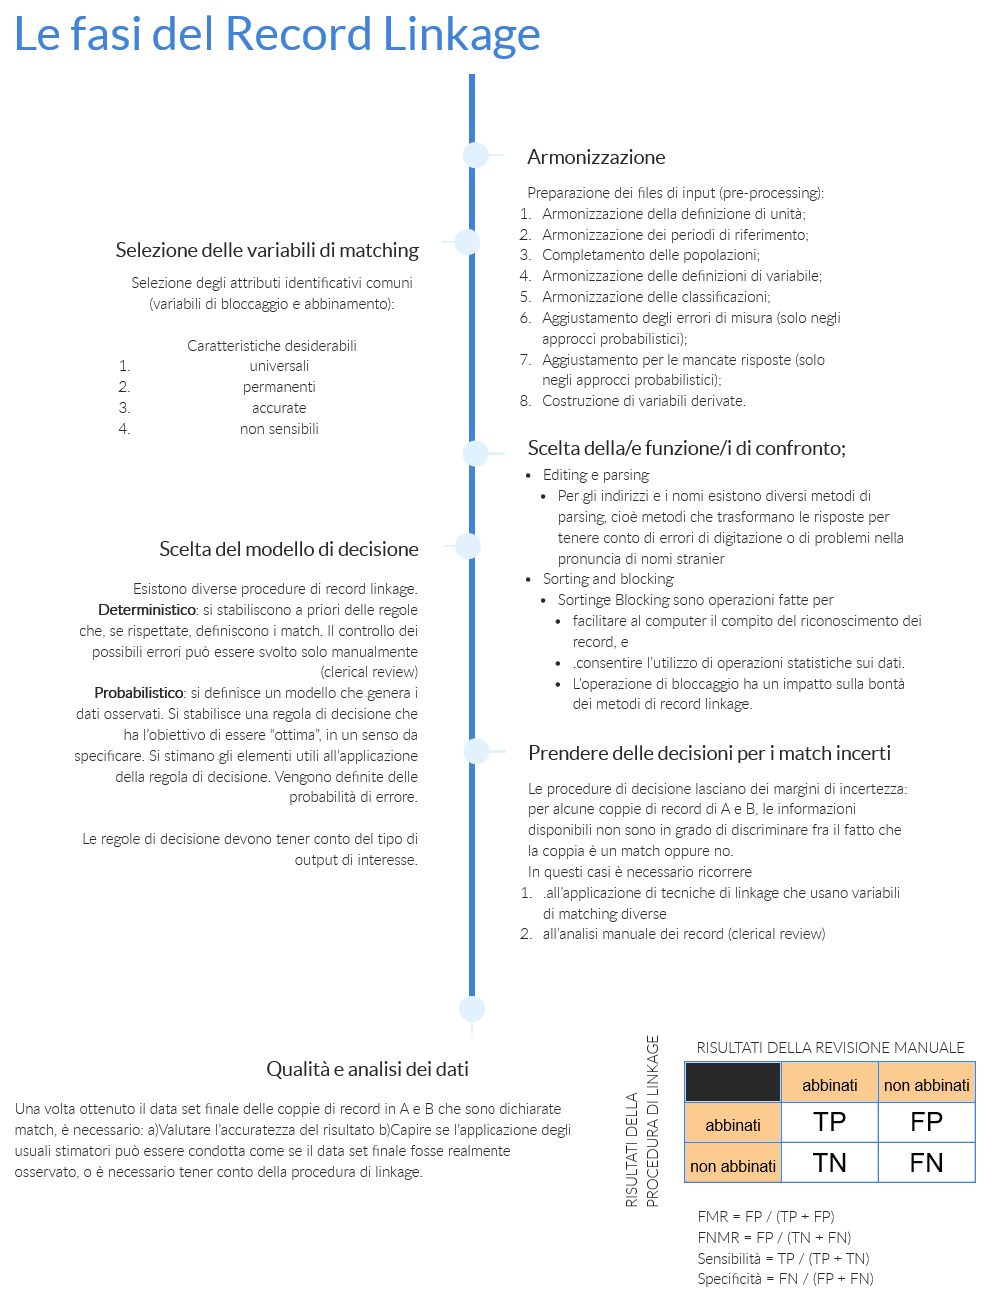 Le fasi del Record Linkage
Armonizzazione
Preparazione dei files di input (pre-processing):
1. Armonizzazione della definizione di unità;
2. Armonizzazione dei periodi di riferimento;
3. Completamento delle popolazioni;
4. Armonizzazione delle definizioni di variabile;
5. Armonizzazione delle classificazioni;
6. Aggiustamento degli errori di misura (solo negli
approcci probabilistici);
7. Aggiustamento per le mancate risposte (solo
negli approcci probabilistici);
8. Costruzione di variabili derivate.
Selezione delle variabili di matching
Selezione degli attributi identificativi comuni
(variabili di bloccaggio e abbinamento):
Caratteristiche desiderabili
1. universali
2. permanenti
3. accurate
4. non sensibili
Scelta della/e funzione/i di confronto;
• Editing e parsing
• Per gli indirizzi e i nomi esistono diversi metodi di
parsing, cioè metodi che trasformano le risposte per
tenere conto di errori di digitazione o di problemi nella
pronuncia di nomi stranier
• Sorting and blocking
• Sortinge Blocking sono operazioni fatte per
• facilitare al computer il compito del riconoscimento dei
record, e
• .consentire l'utilizzo di operazioni statistiche sui dati.
• L'operazione di bloccaggio ha un impatto sulla bontà
dei metodi di record linkage.
Scelta del modello di decisione
Esistono diverse procedure di record linkage.
Deterministico: si stabiliscono a priori delle regole
che, se rispettate, definiscono i match. Il controllo dei
possibili errori può essere svolto solo manualmente
(clerical review)
Probabilistico: si definisce un modello che genera i
dati osservati. Si stabilisce una regola di decisione che
ha l'obiettivo di essere "ottima", in un senso da
specificare. Si stimano gli elementi utili all'applicazione
della regola di decisione. Vengono definite delle
probabilità di errore.
Le regole di decisione devono tener conto del tipo di
output di interesse.
Prendere delle decisioni per i match incerti
Le procedure di decisione lasciano dei margini di incertezza:
per alcune coppie di record di A e B, le informazioni
disponibili non sono in grado di discriminare fra il fatto che
la coppia è un match oppure no.
In questi casi è necessario ricorrere
1. .all'applicazione di tecniche di linkage che usano variabili
di matching diverse
2. all'analisi manuale dei record (clerical review)
Qualità e analisi dei dati
Una volta ottenuto il data set finale delle coppie di record in A e B che sono dichiarate
match, è necessario: a)Valutare l'accuratezza del risultato b)Capire se l'applicazione degli
usuali stimatori può essere condotta come se il data set finale fosse realmente
osservato, o è necessario tener conto della procedura di linkage.
RISULTATI DELLA
PROCEDURA DI LINKAGE
RISULTATI DELLA REVISIONE MANUALE
abbinati non abbinati
abbinati TP FP
non abbinati TN FN
FMR = FP / (TP + FP)
FNMR = FP / (TN + FN)
Sensibilità = TP / (TP + TN)
Specificità = FN / (FP + FN)